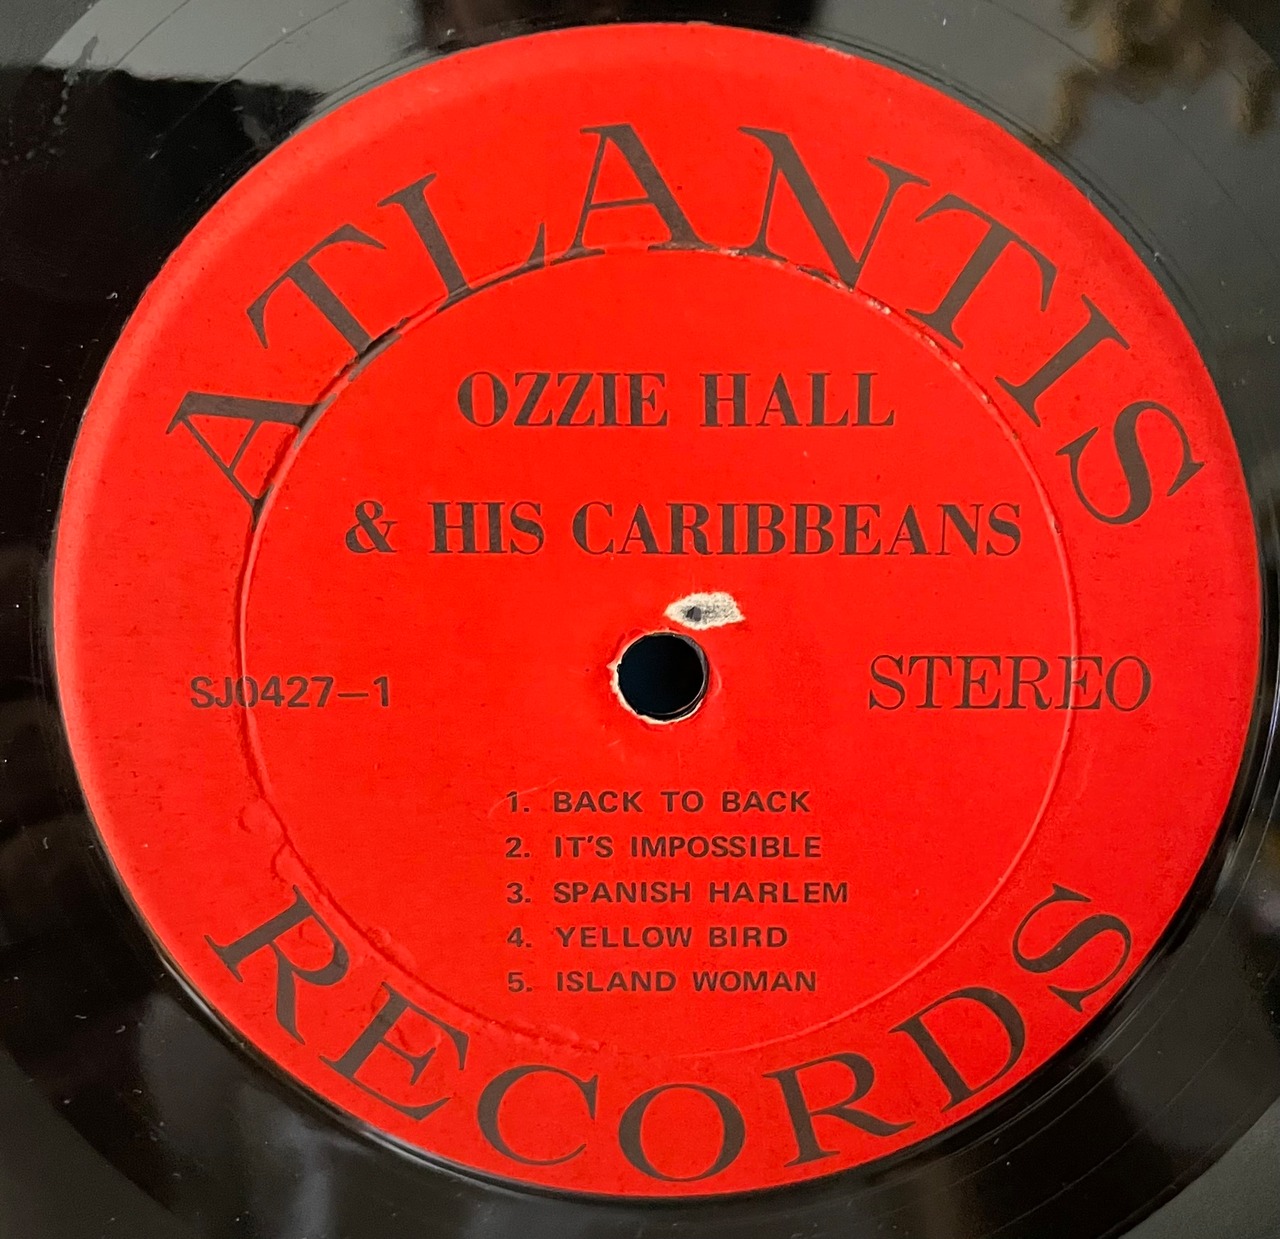 ATLANTIS
OZZIE HALL
& HIS CARIBBEANS
SJ0427-1
STEREO
1. BACK TO BACK
2. IT'S IMPOSSIBLE
3. SPANISH HARLEM
4. YELLOW BIRD
5. ISLAND WOMAN
RECORDS